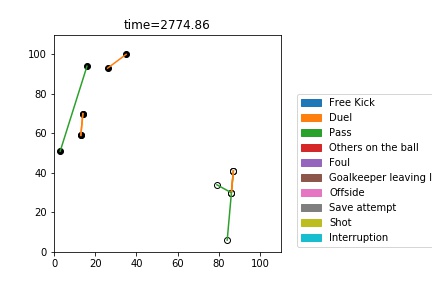 time=2774.86
100
80
60
40
20
0
0 20 40 60 80 100
Free Kick
Duel
Pass
Others on the ball
Foul
Goalkeeper leaving l
Offside
Save attempt
Shot
Interruption